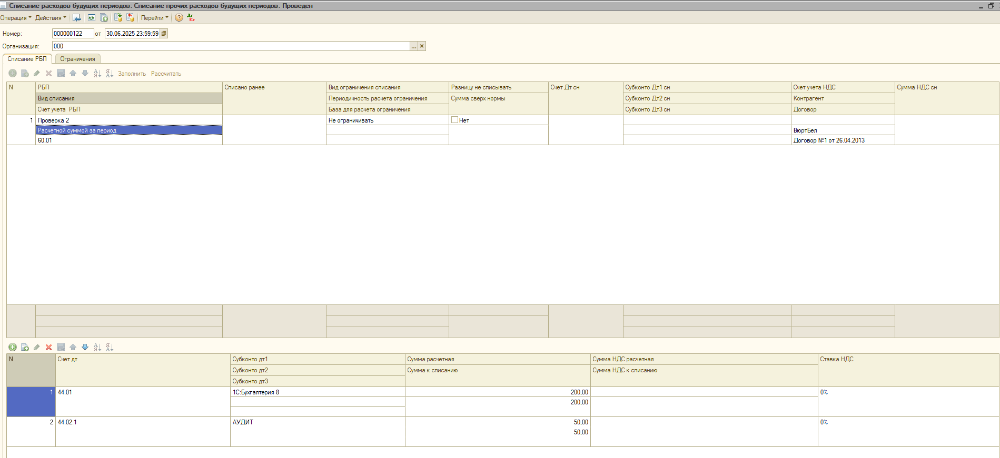 Списание расходов будущих периодов: Списание прочих расходов будущих периодов. Проведен
Операция Действия Перейти Дт Кт
Номер: 000000122 от 30.06.2025 23:59:59
Организация: 000
Списание РБП Ограничения
Заполнить Рассчитать
N РБП Списано ранее Вид ограничения списания Разницу не списывать Счет Дт сн Субконто Дт1 сн Счет учета НДС Сумма НДС сн
Вид списания Периодичность расчета ограничения Сумма сверх нормы Субконто Дт2 сн Контрагент
Счет учета РБП База для расчета ограничения Субконто Дт3 сн Договор
1 Проверка 2 Не ограничивать Нет
Расчетной суммой за период ВюртБел
60.01 Договор №1 от 26.04.2013
N Счет дт Субконто дт1 Сумма расчетная Сумма НДС расчетная Ставка НДС
Субконто дт2 Сумма к списанию Сумма НДС к списанию
Субконто дт3
1 44.01 1С:Бухгалтерия 8 200,00 0%
200,00
2 44.02.1 АУДИТ 50,00 0%
50,00